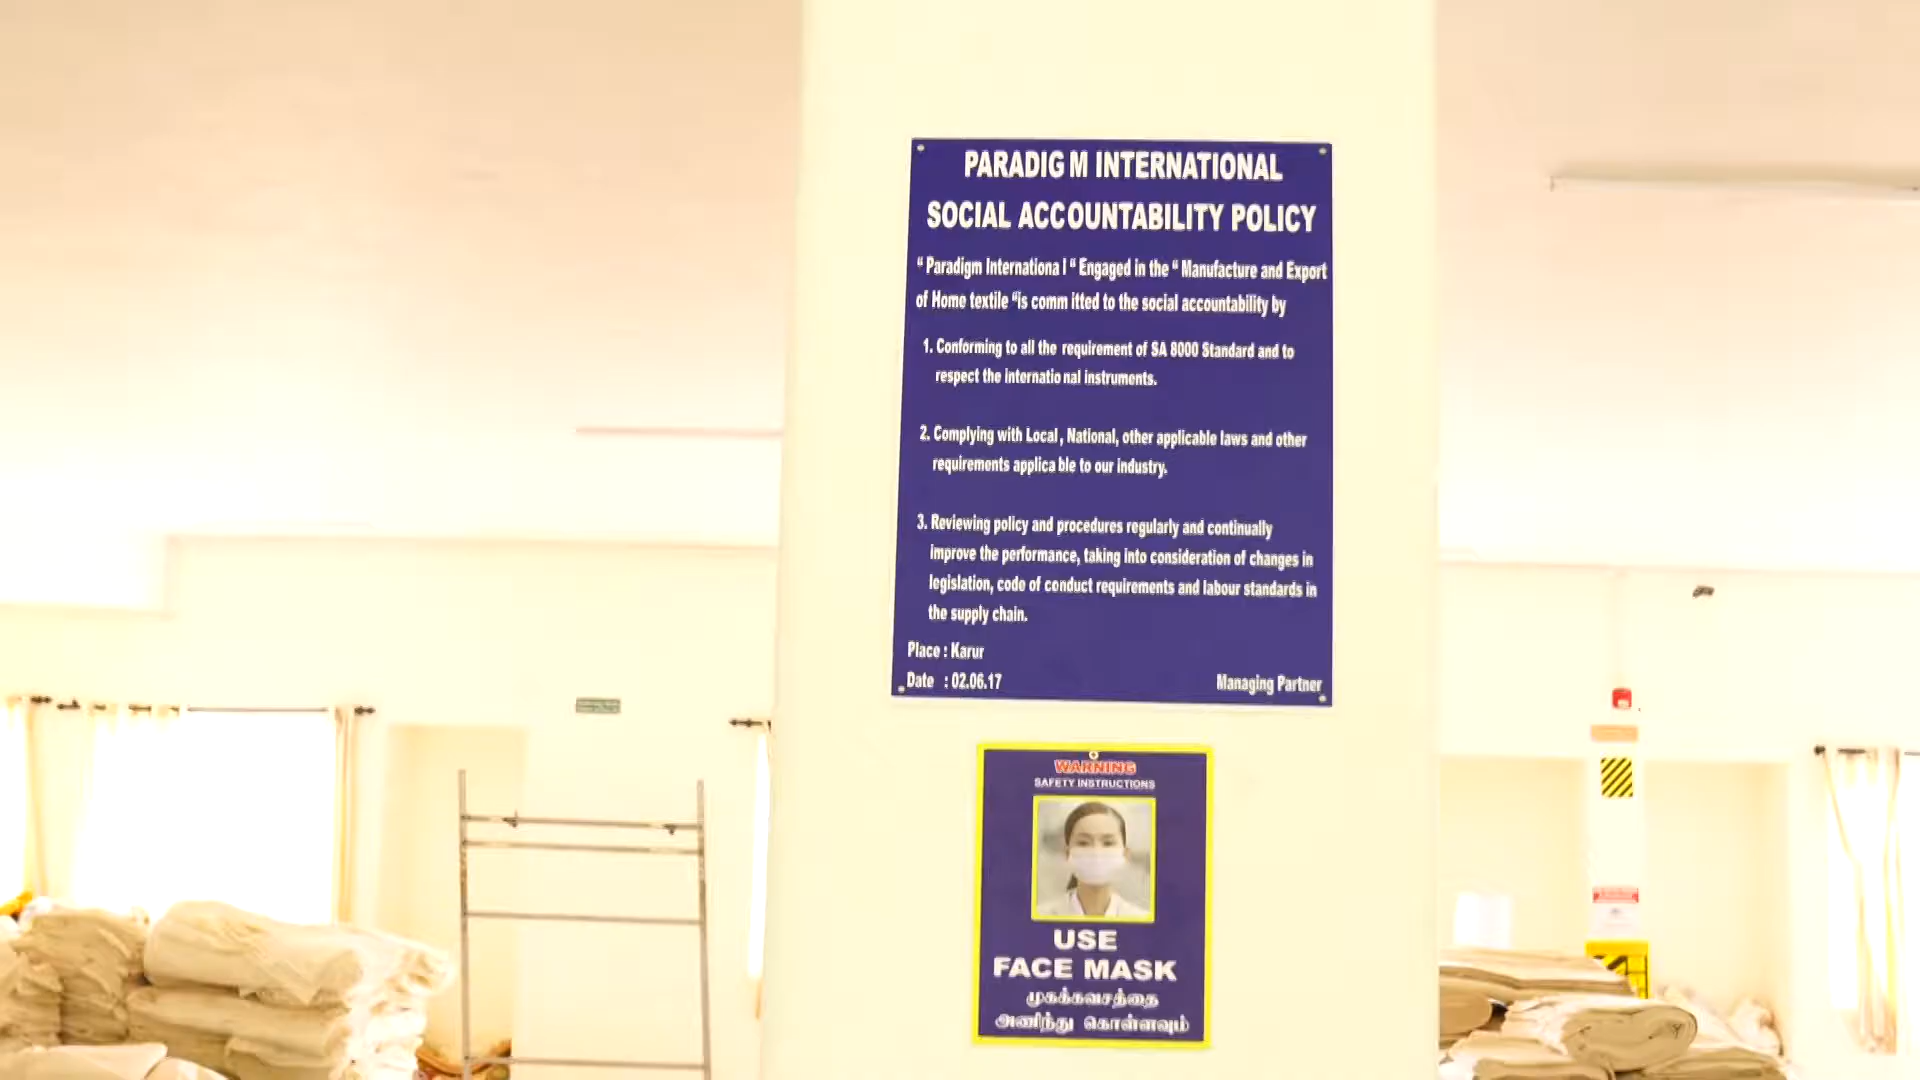 PARADIGM INTERNATIONAL
SOCIAL ACCOUNTABILITY POLICY
“ Paradigm International “ Engaged in the “ Manufacture and Export
of Home textile “is comm itted to the social accountability by
1. Conforming to all the requirement of SA 8000 Standard and to
respect the internatio nal instruments.
2. Complying with Local , National, other applicable laws and other
requirements applica ble to our industry.
3. Reviewing policy and procedures regularly and continually
improve the performance, taking into consideration of changes in
legislation, code of conduct requirements and labour standards in
the supply chain.
Place : Karur
Date : 02.06.17
Managing Partner
WARNING
SAFETY INSTRUCTIONS
USE
FACE MASK
முகக்கவசத்தை
அணிந்து கொள்ளவும்